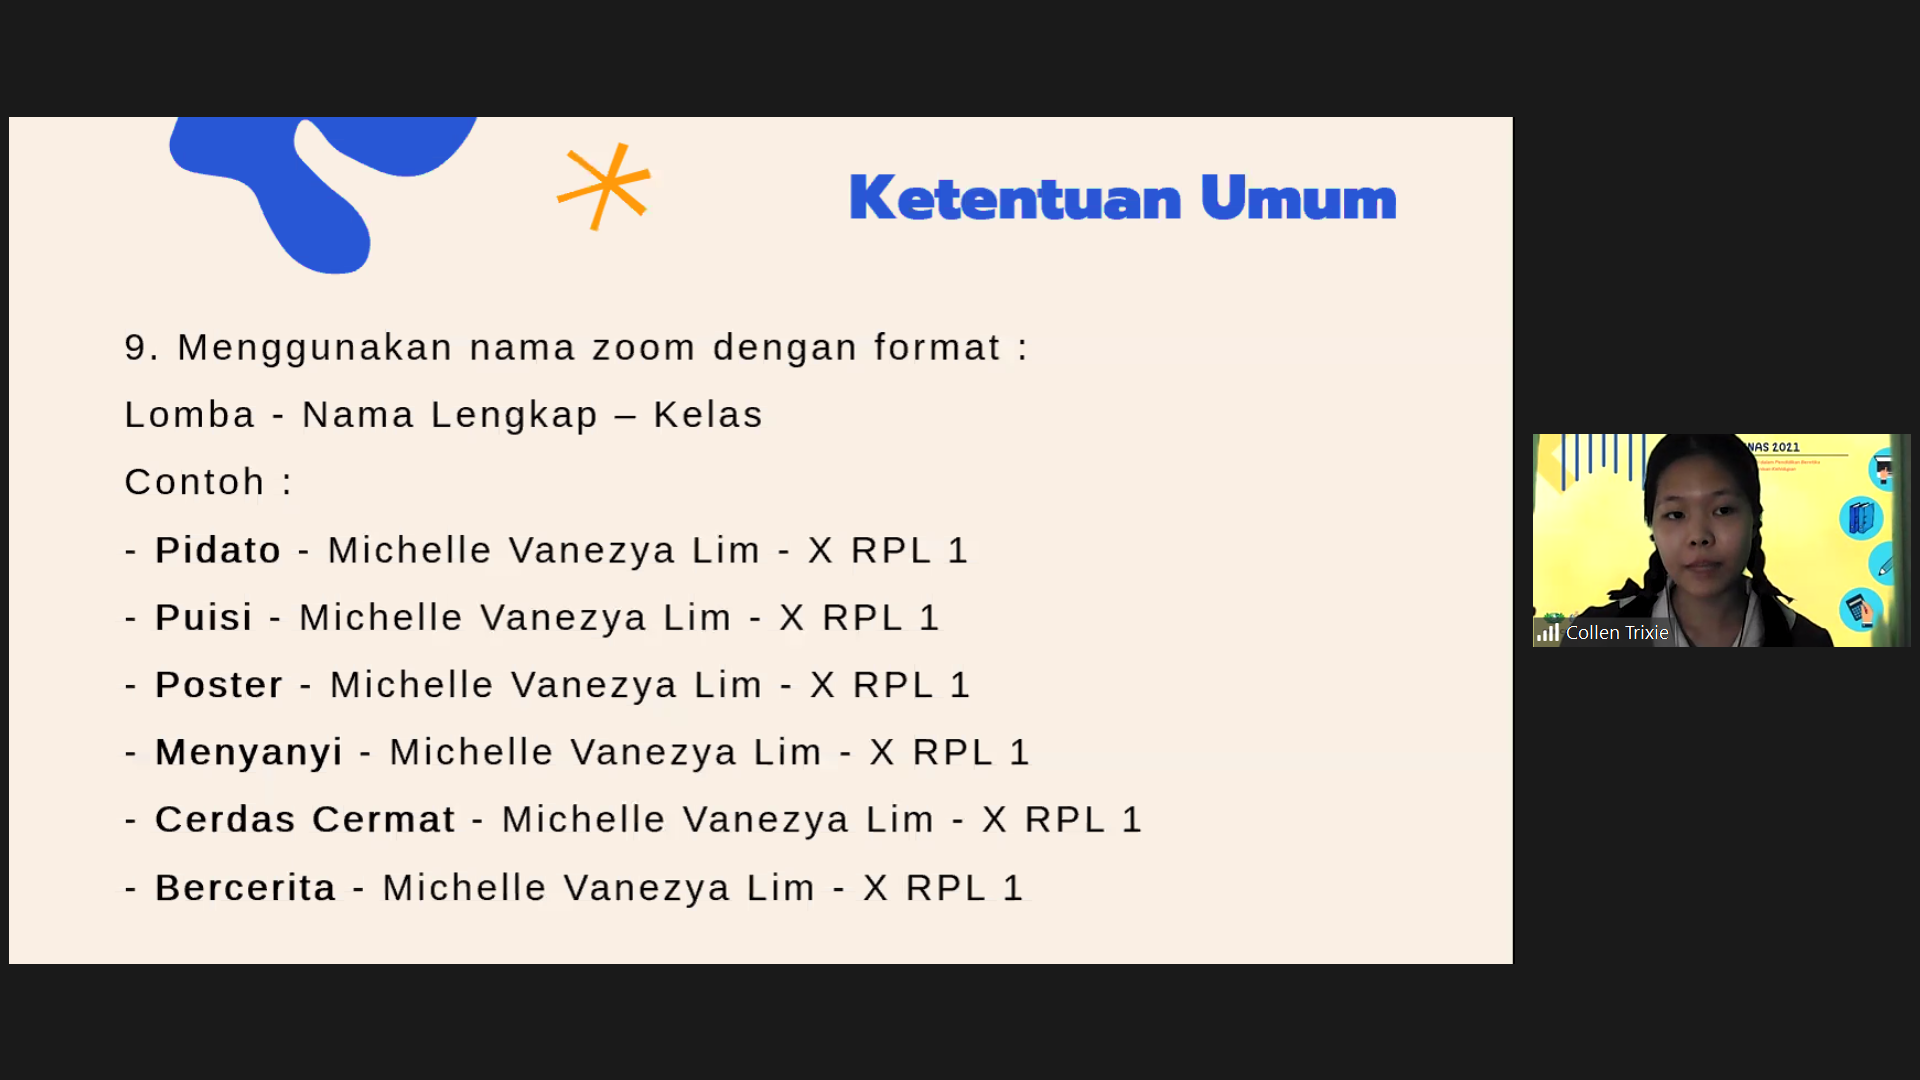 Ketentuan Umum
9. Menggunakan nama zoom dengan format :
Lomba - Nama Lengkap – Kelas
Contoh :
- Pidato - Michelle Vanezya Lim - X RPL 1
- Puisi - Michelle Vanezya Lim - X RPL 1
- Poster - Michelle Vanezya Lim - X RPL 1
- Menyanyi - Michelle Vanezya Lim - X RPL 1
- Cerdas Cermat - Michelle Vanezya Lim - X RPL 1
- Bercerita - Michelle Vanezya Lim - X RPL 1
NAS 2021
Collen Trixie